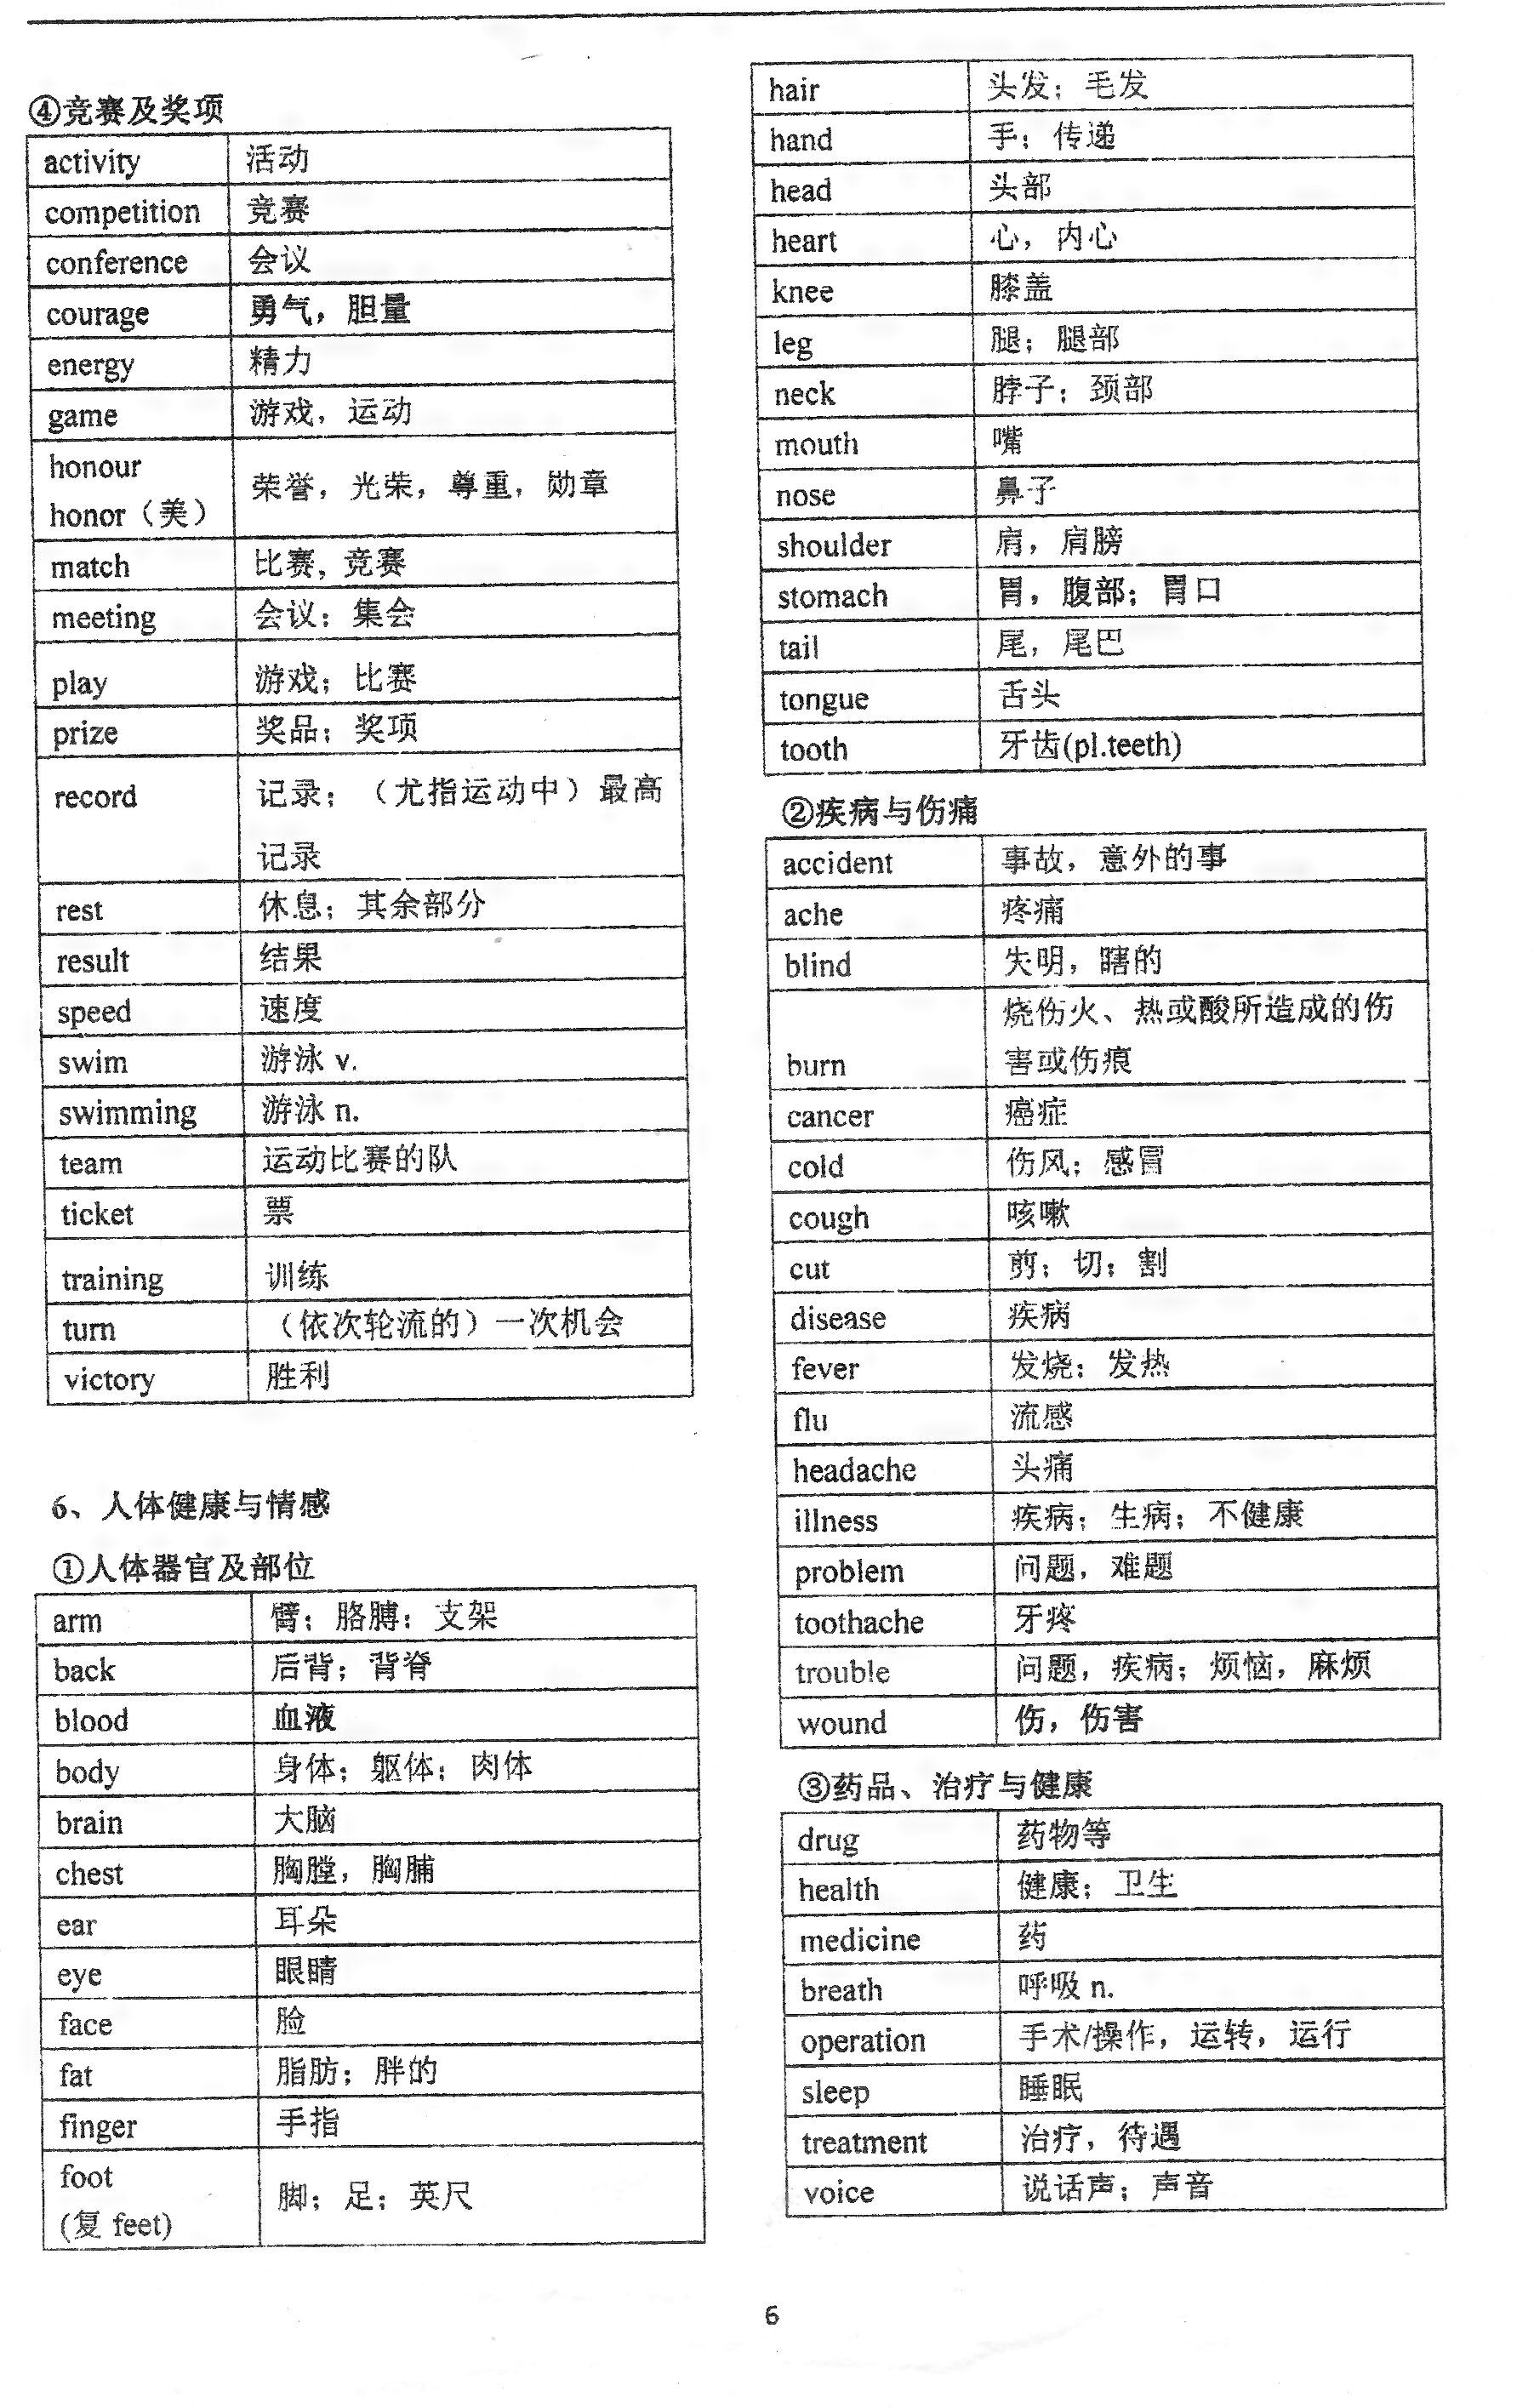 ④竞赛及奖项
activity 活动
competition 竞赛
conference 会议
courage 勇气，胆量
energy 精力
game 游戏，运动
honour
honor（美） 荣誉，光荣，尊重，勋章
match 比赛，竞赛
meeting 会议；集会
play 游戏；比赛
prize 奖品；奖项
record 记录；（尤指运动中）最高
记录
rest 休息；其余部分
result 结果
speed 速度
swim 游泳 v.
swimming 游泳 n.
team 运动比赛的队
ticket 票
training 训练
turn （依次轮流的）一次机会
victory 胜利
6、人体健康与情感
①人体器官及部位
arm 臂；胳膊；支架
back 后背；背脊
blood 血液
body 身体；躯体；肉体
brain 大脑
chest 胸膛，胸脯
ear 耳朵
eye 眼睛
face 脸
fat 脂肪；胖的
finger 手指
foot
(复 feet) 脚；足；英尺
hair 头发；毛发
hand 手；传递
head 头部
heart 心，内心
knee 膝盖
leg 腿；腿部
neck 脖子；颈部
mouth 嘴
nose 鼻子
shoulder 肩，肩膀
stomach 胃，腹部；胃口
tail 尾，尾巴
tongue 舌头
tooth 牙齿(pl.teeth)
②疾病与伤痛
accident 事故，意外的事
ache 疼痛
blind 失明，瞎的
烧伤火、热或酸所造成的伤
burn 害或伤痕
cancer 癌症
cold 伤风；感冒
cough 咳嗽
cut 剪；切；割
disease 疾病
fever 发烧；发热
flu 流感
headache 头痛
illness 疾病；生病；不健康
problem 问题，难题
toothache 牙疼
trouble 问题，疾病；烦恼，麻烦
wound 伤，伤害
③药品、治疗与健康
drug 药物等
health 健康；卫生
medicine 药
breath 呼吸 n.
operation 手术/操作，运转，运行
sleep 睡眠
treatment 治疗，待遇
voice 说话声；声音
6